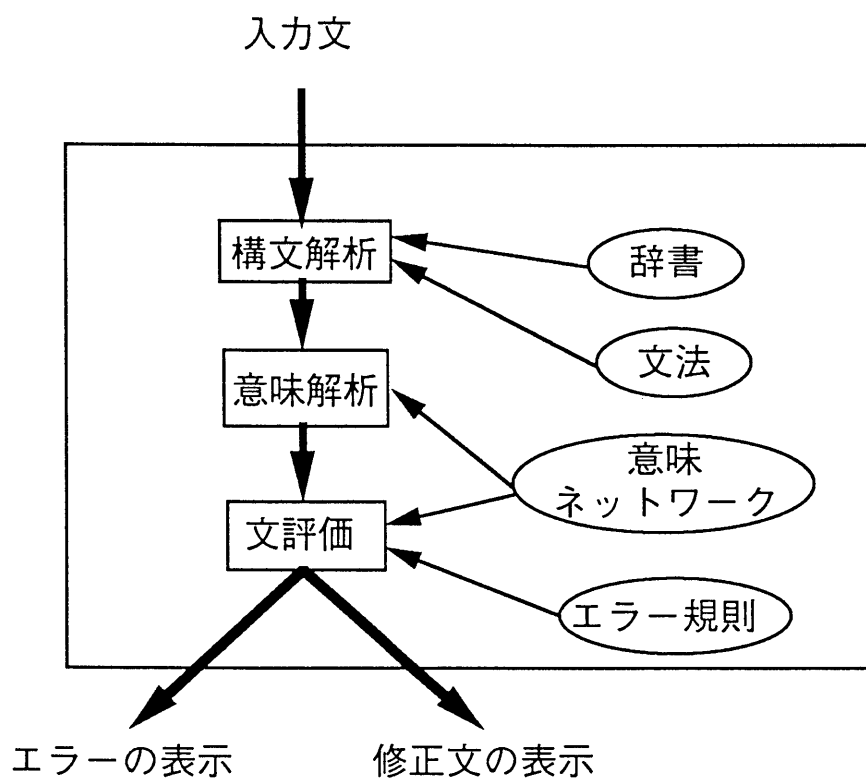 入力文
構文解析
辞書
文法
意味解析
意味
ネットワーク
文評価
エラー規則
エラーの表示
修正文の表示